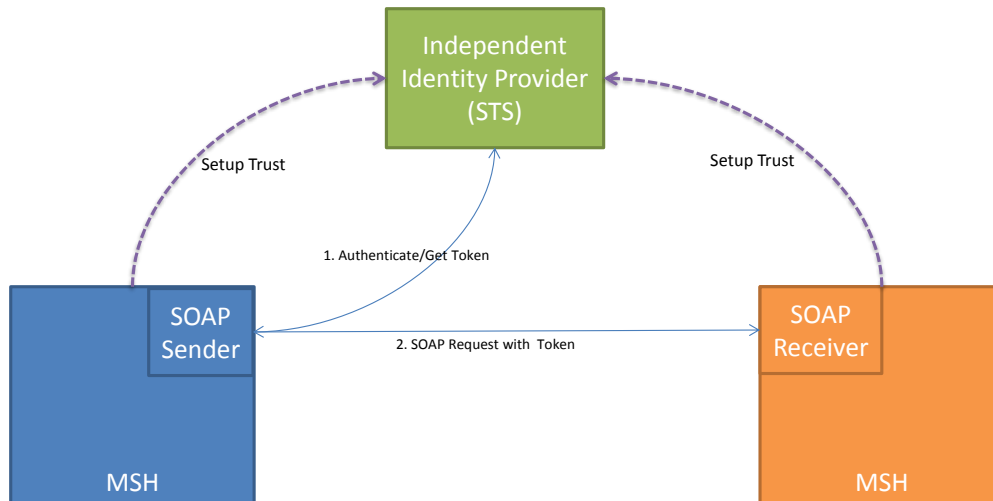 Independent
Identity Provider
(STS)
Setup Trust
Setup Trust
1. Authenticate/Get Token
SOAP
Sender
SOAP
Receiver
2. SOAP Request with Token
MSH
MSH